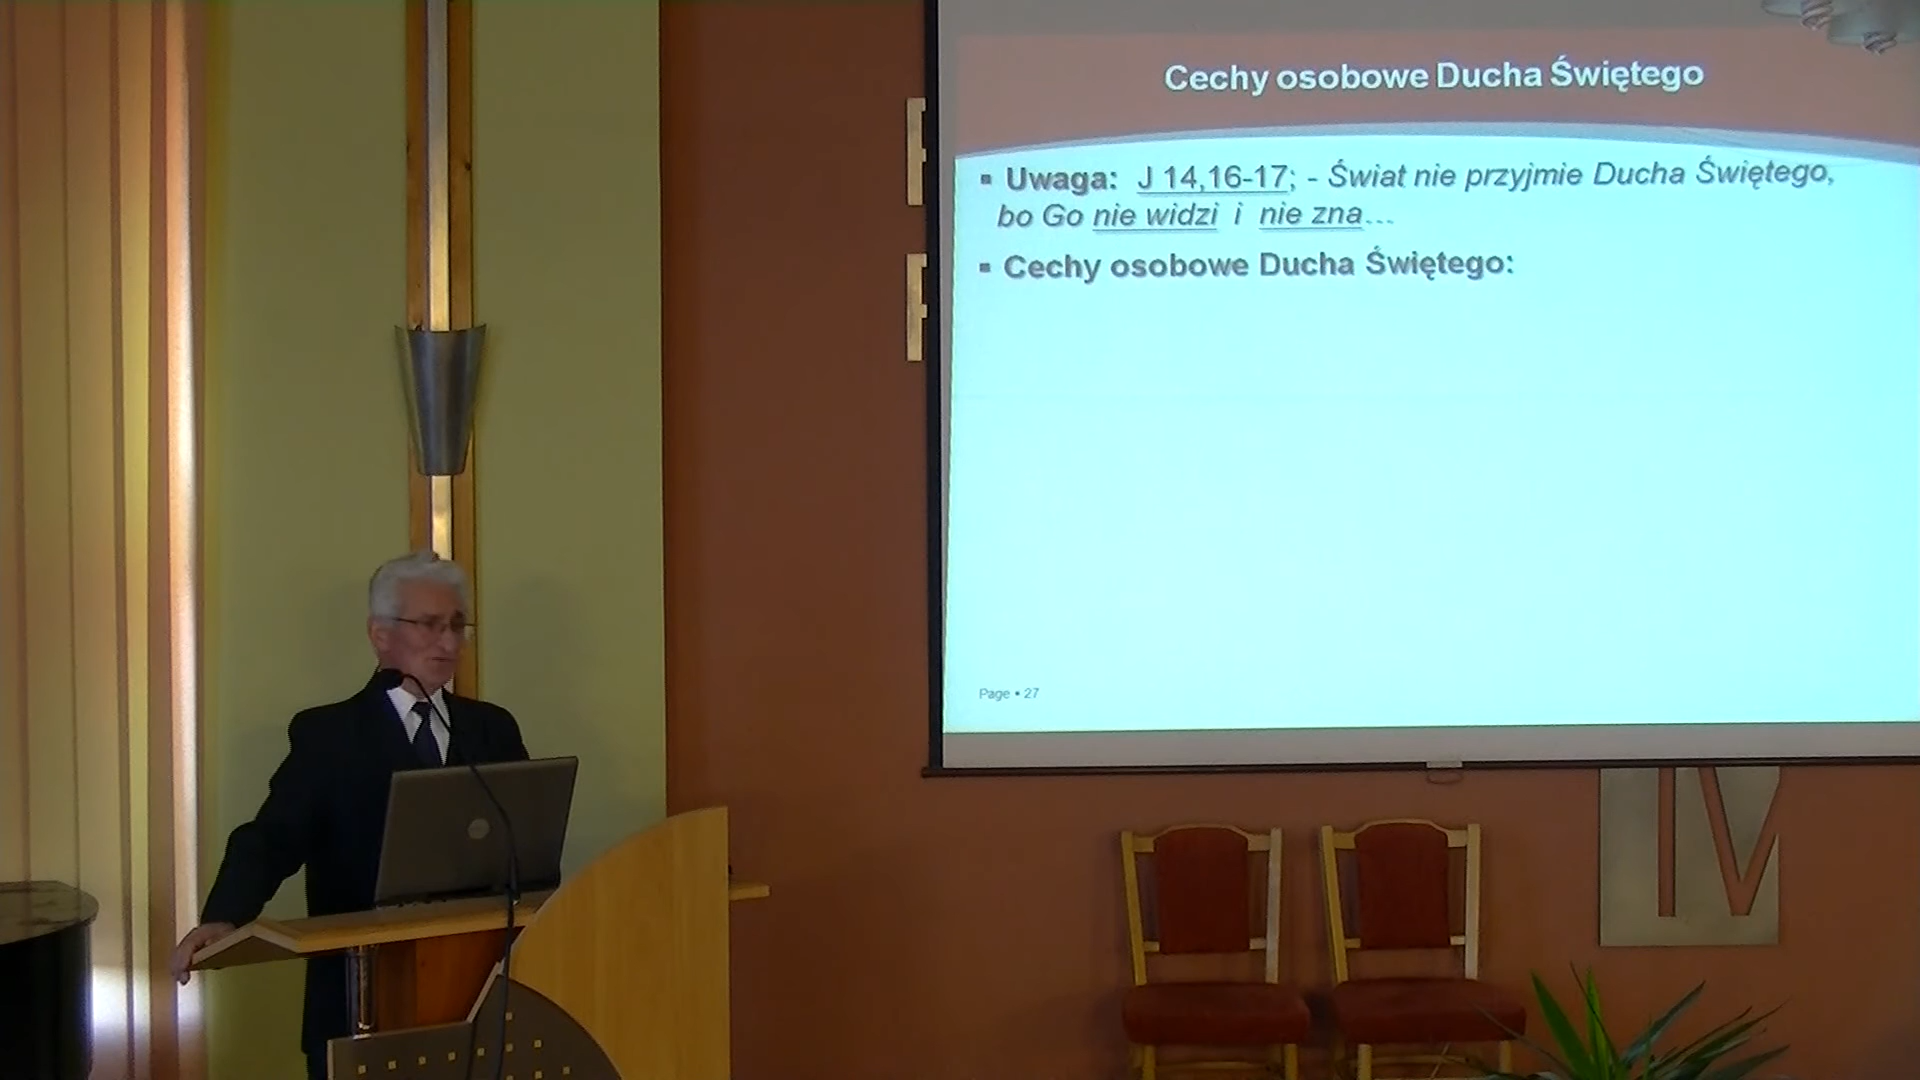 Cechy osobowe Ducha Świętego
▪ Uwaga: J 14,16-17; - Świat nie przyjmie Ducha Świętego,
bo Go nie widzi i nie zna...
▪ Cechy osobowe Ducha Świętego:
Page ▪ 27